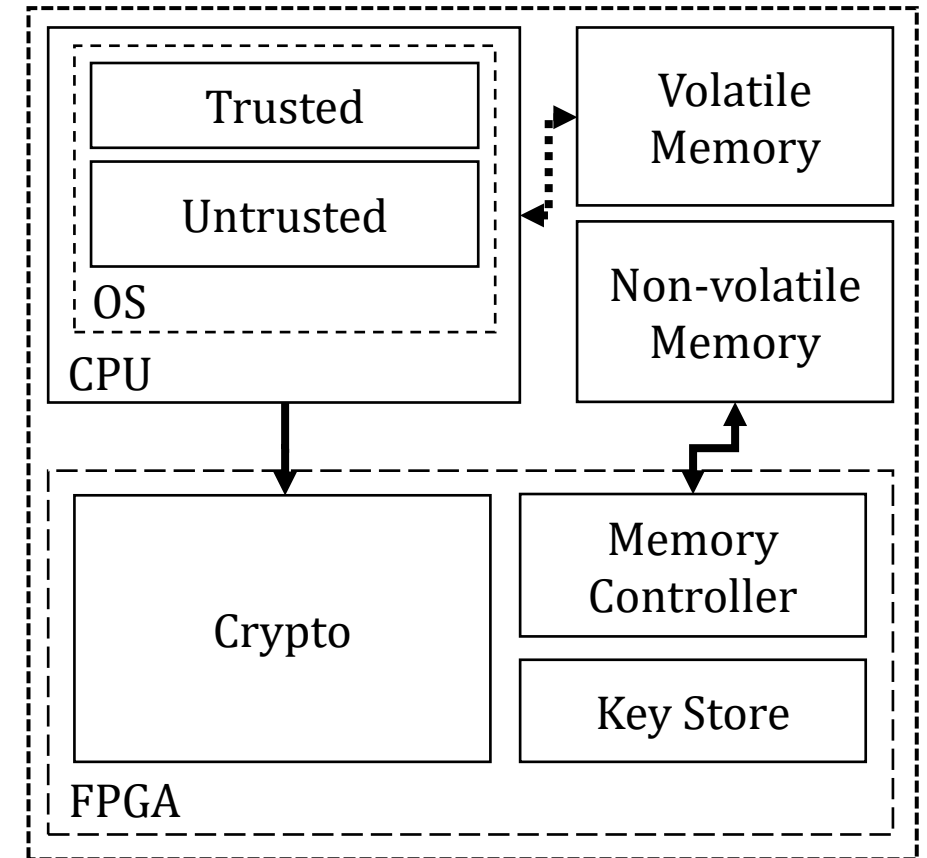 Trusted
Untrusted
OS
CPU
Volatile
Memory
Non-volatile
Memory
Crypto
Memory
Controller
Key Store
FPGA